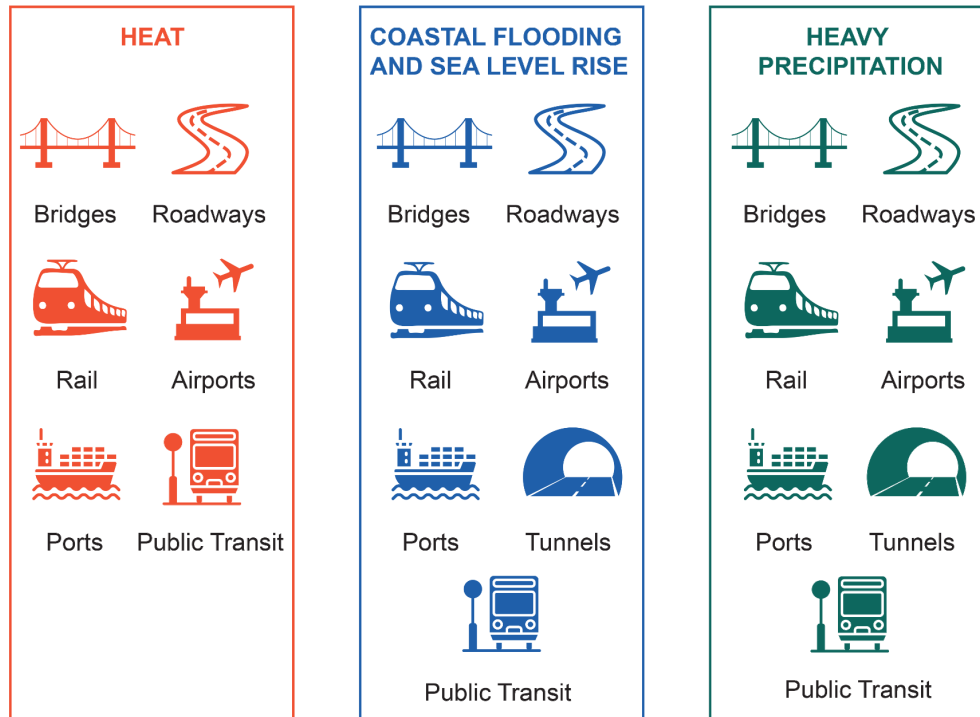 HEAT
Bridges Roadways
Rail Airports
Ports Public Transit
COASTAL FLOODING
AND SEA LEVEL RISE
Bridges Roadways
Rail Airports
Ports Tunnels
Public Transit
HEAVY
PRECIPITATION
Bridges Roadways
Rail Airports
Ports Tunnels
Public Transit